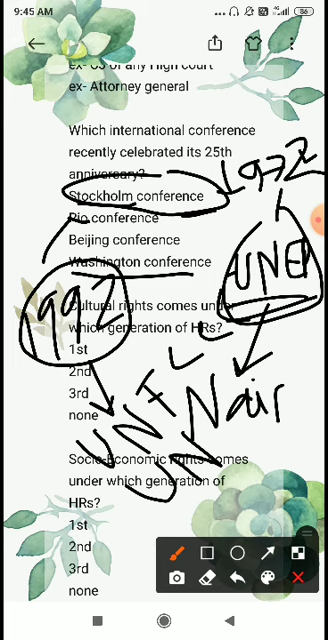 9:45 AM
86
ex- CJ of any High court
ex- Attorney general
Which international conference
recently celebrated its 25th
anniversary?
1972
Stockholm conference
Rio conference
Beijing conference
Washington conference
UNEP
1992
Cultural rights comes under
which generation of HRs?
1st
2nd
3rd
none
Nair
UN
Socio-Economic rights comes
under which generation of
HRs?
1st
2nd
3rd
none